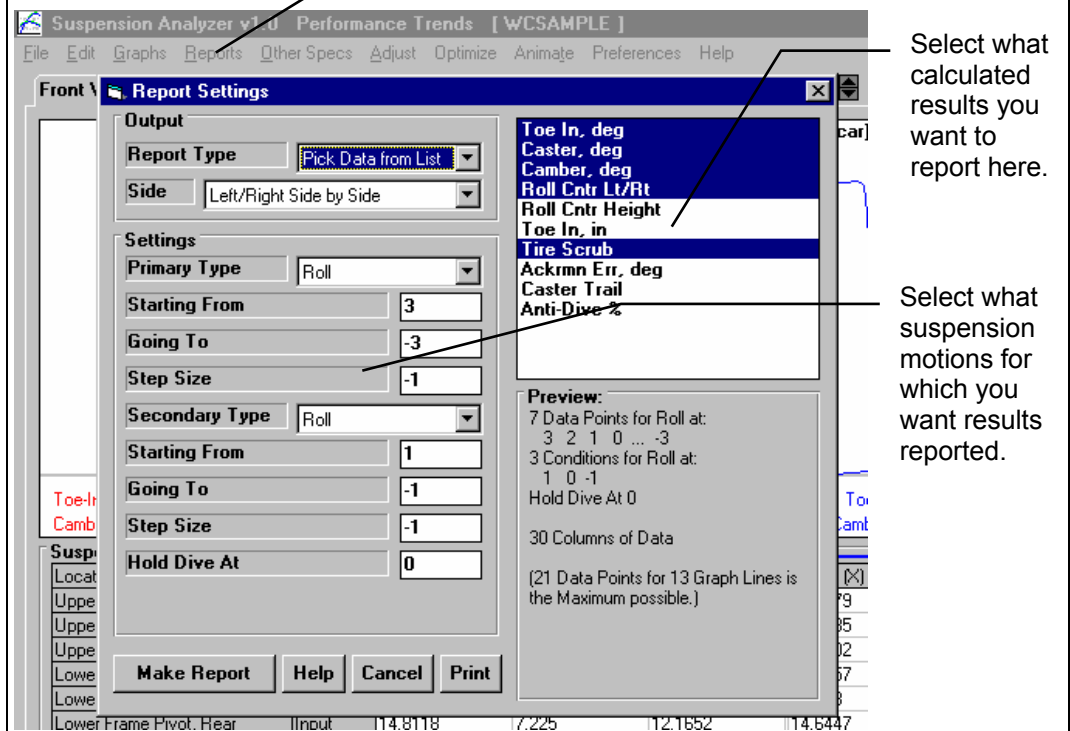 Suspension Analyzer v1.0 Performance Trends [ WCSAMPLE ]
File Edit Graphs Reports Other Specs Adjust Optimize Animate Preferences Help
Select what
calculated
results you
want to
report here.
Front V
Report Settings
car]
Output
Report Type Pick Data from List
Side Left/Right Side by Side
Settings
Primary Type Roll
Starting From 3
Going To -3
Step Size -1
Secondary Type Roll
Starting From 1
Going To -1
Step Size -1
Hold Dive At 0
Make Report Help Cancel Print
Toe In, deg
Caster, deg
Camber, deg
Roll Cntr Lt/Rt
Roll Cntr Height
Toe In, in
Tire Scrub
Ackrmn Err, deg
Caster Trail
Anti-Dive %
Preview:
7 Data Points for Roll at:
3 2 1 0 ... -3
3 Conditions for Roll at:
1 0 -1
Hold Dive At 0
30 Columns of Data
(21 Data Points for 13 Graph Lines is
the Maximum possible.)
Select what
suspension
motions for
which you
want results
reported.
Toe-In
Camb
Suspe
Locat
Uppe
Uppe
Uppe
Lowe
Lowe
Lower Frame Pivot, Rear Input 14.8118 7.225 12.1652 14.6447